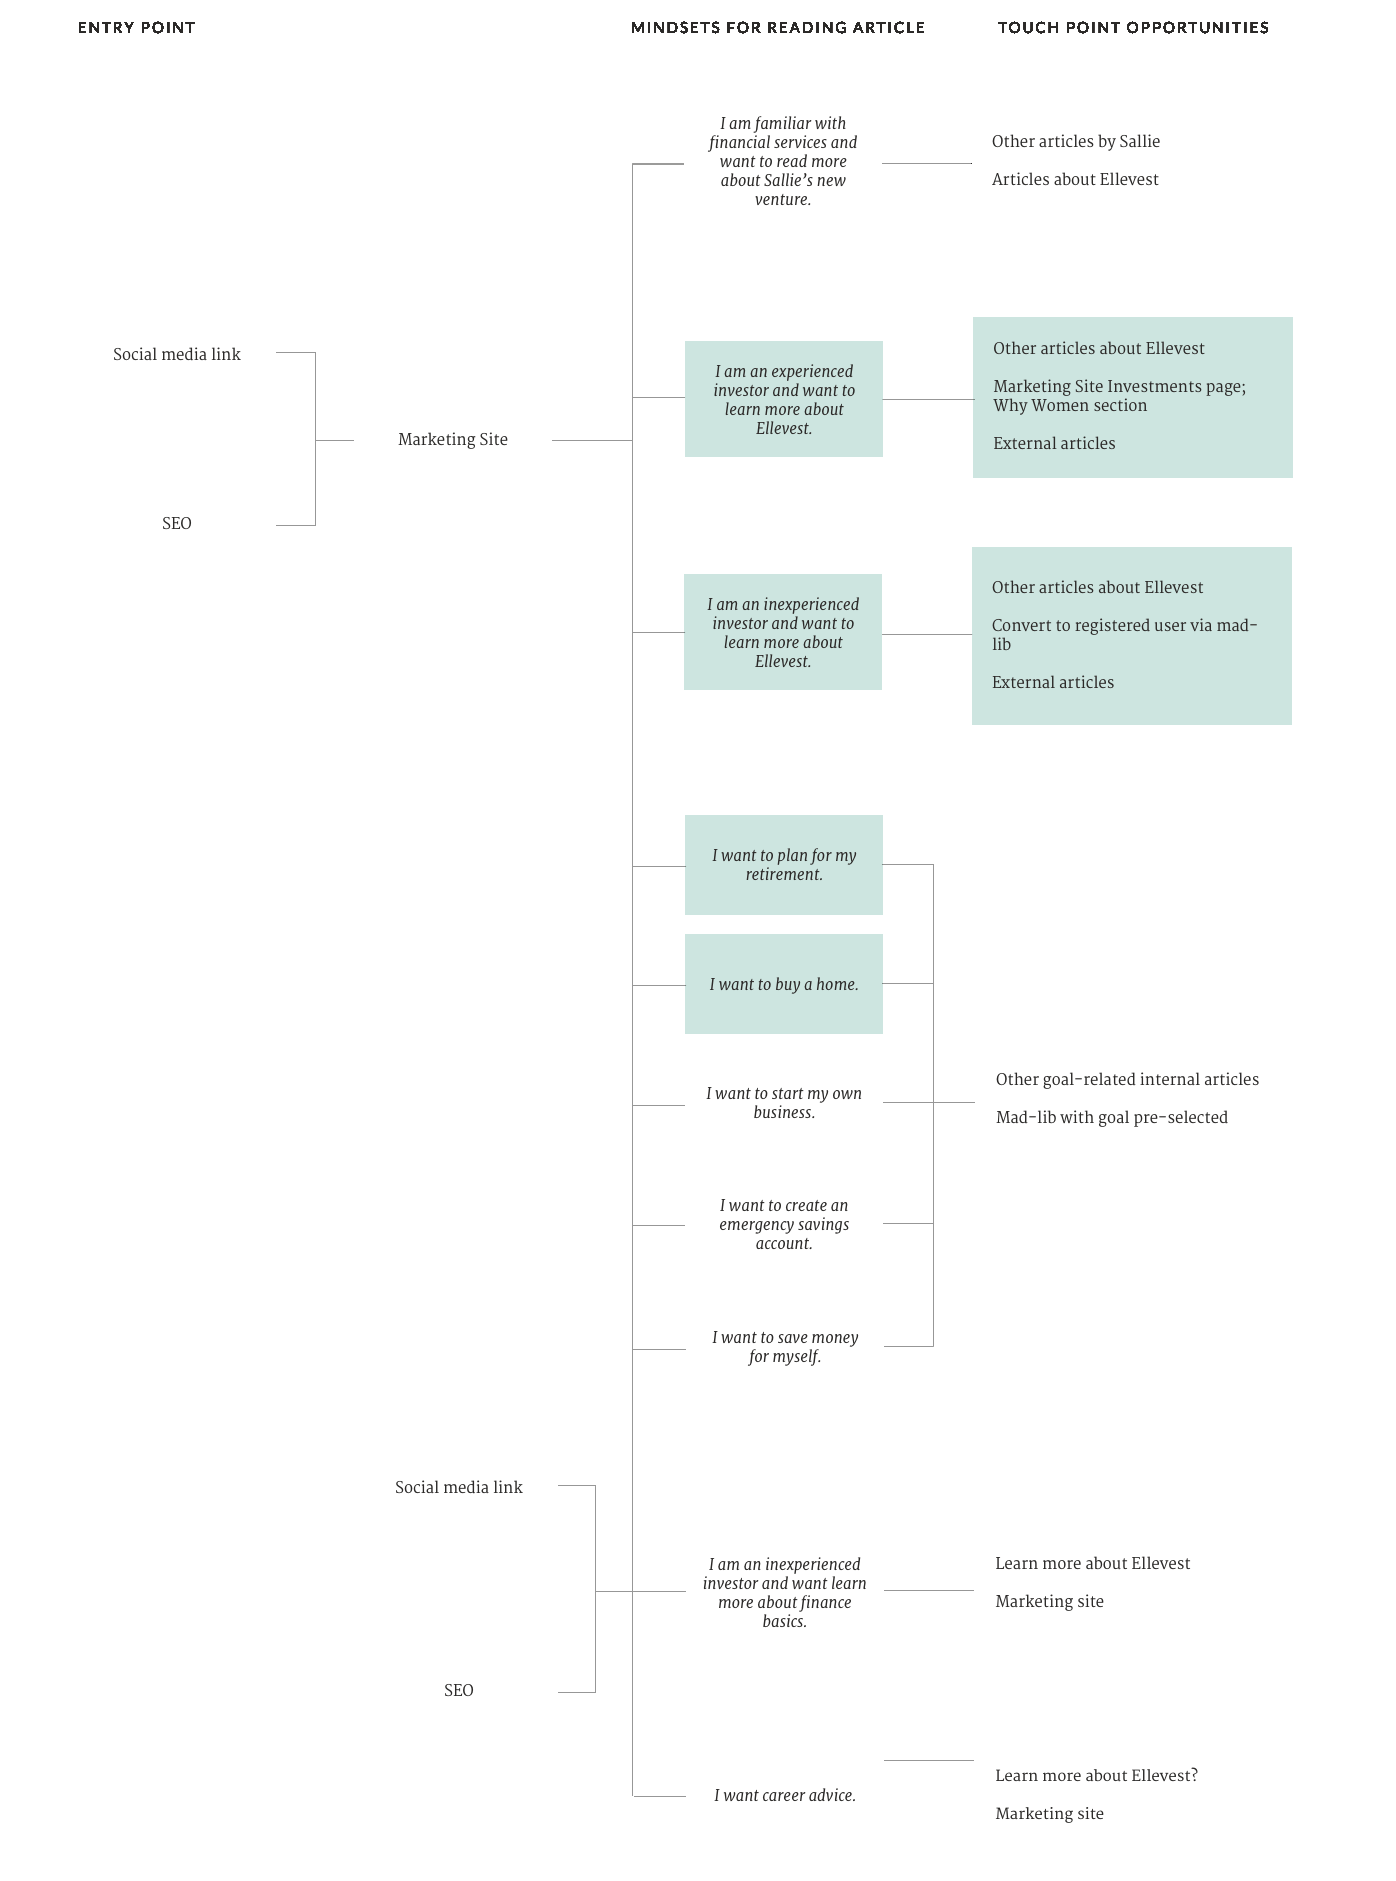 ENTRY POINT
MINDSETS FOR READING ARTICLE
TOUCH POINT OPPORTUNITIES
I am familiar with
financial services and
want to read more
about Sallie’s new
venture.
Other articles by Sallie
Articles about Ellevest
Social media link
SEO
Marketing Site
I am an experienced
investor and want to
learn more about
Ellevest.
Other articles about Ellevest
Marketing Site Investments page;
Why Women section
External articles
I am an inexperienced
investor and want to
learn more about
Ellevest.
Other articles about Ellevest
Convert to registered user via mad-
lib
External articles
I want to plan for my
retirement.
I want to buy a home.
I want to start my own
business.
I want to create an
emergency savings
account.
I want to save money
for myself.
Other goal-related internal articles
Mad-lib with goal pre-selected
Social media link
SEO
I am an inexperienced
investor and want learn
more about finance
basics.
Learn more about Ellevest
Marketing site
I want career advice.
Learn more about Ellevest?
Marketing site